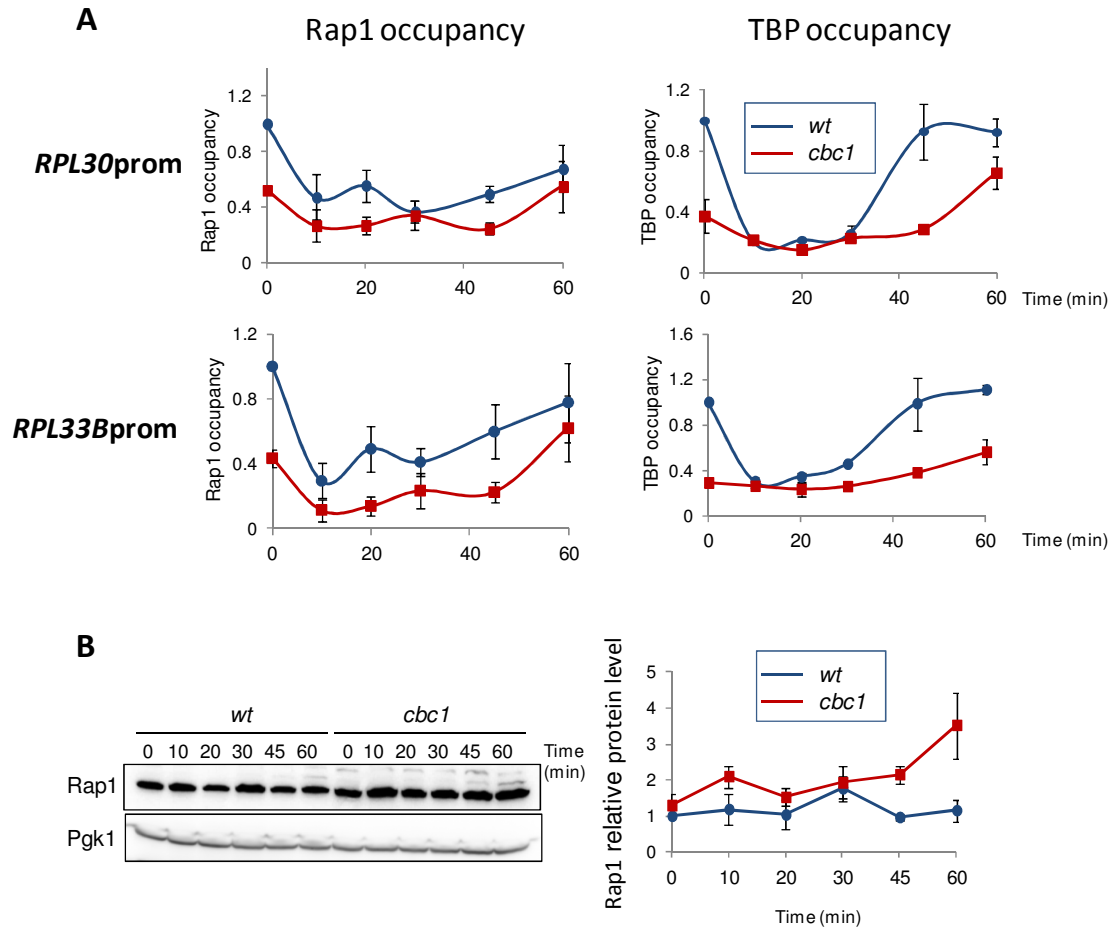 A
Rap1 occupancy
TBP occupancy
RPL30prom
Rap1 occupancy
1.2
0.8
0.4
0
0 20 40 60
TBP occupancy
1.2
0.8
0.4
0
wt
cbc1
0 20 40 60 Time (min)
RPL33Bprom
Rap1 occupancy
1.2
0.8
0.4
0
0 20 40 60
TBP occupancy
1.6
1.2
0.8
0.4
0
0 20 40 60 Time (min)
B
wt cbc1
0 10 20 30 45 60 0 10 20 30 45 60 Time
(min)
Rap1
Pgk1
Rap1 relative protein level
5
4
3
2
1
0
wt
cbc1
0 10 20 30 45 60
Time (min)